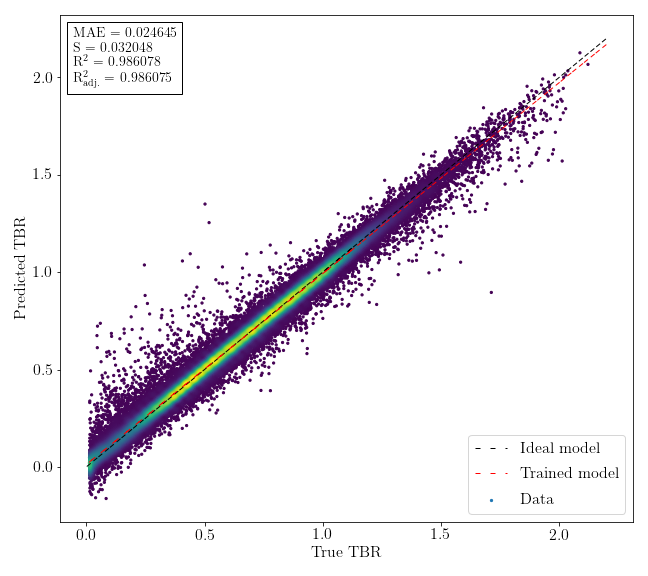 MAE = 0.024645
S = 0.032048
R² = 0.986078
R²adj. = 0.986075
Predicted TBR
2.0
1.5
1.0
0.5
0.0
Ideal model
Trained model
Data
0.0 0.5 1.0 1.5 2.0
True TBR